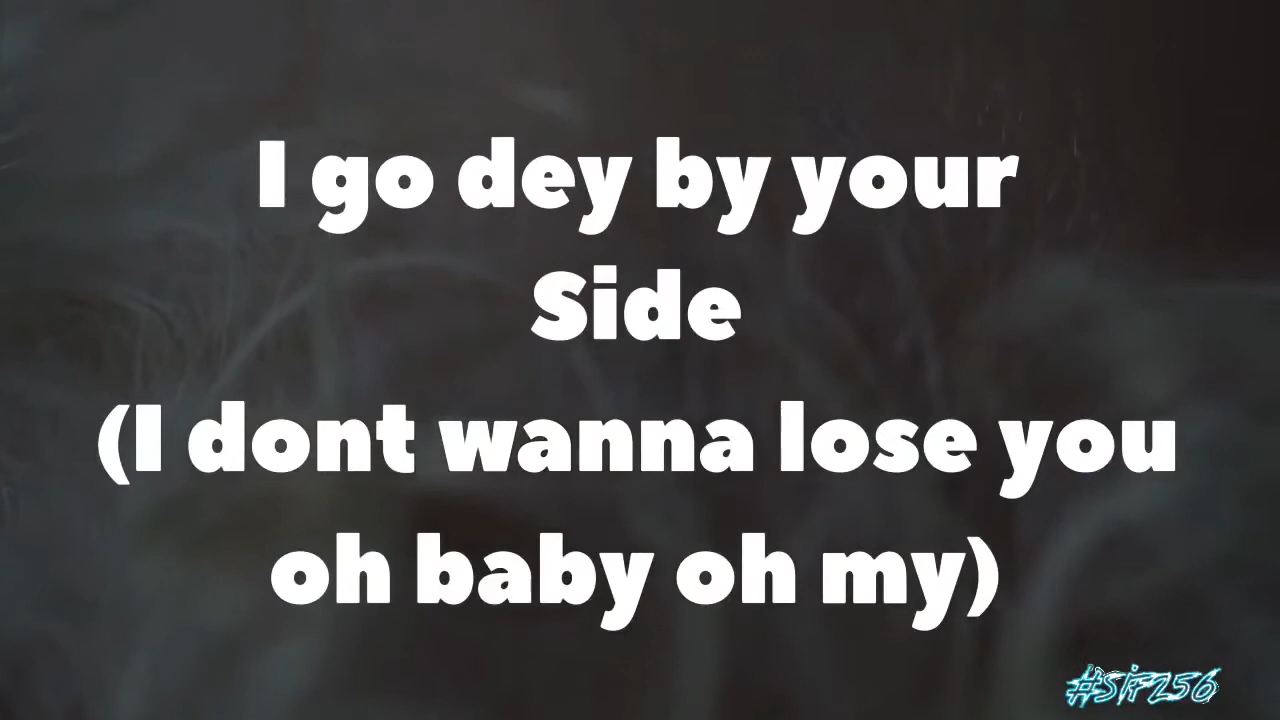 I go dey by your
Side
(I dont wanna lose you
oh baby oh my)
#SIF256